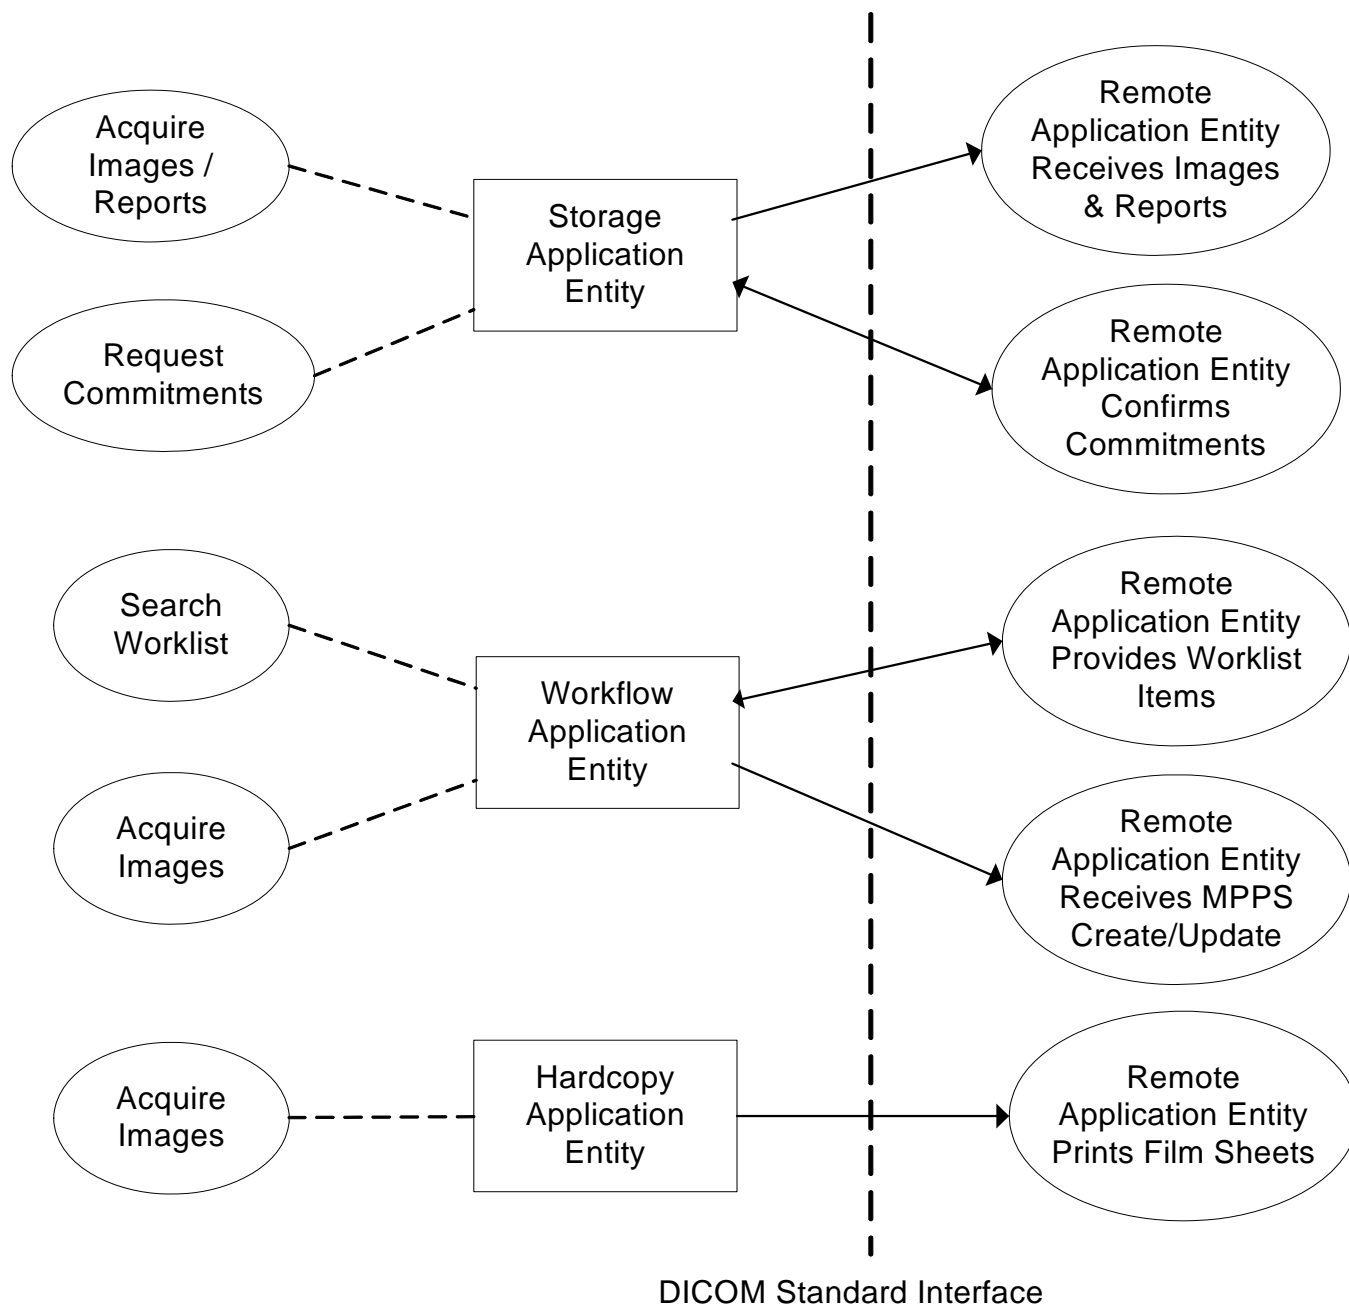 Acquire
Images /
Reports
Storage
Application
Entity
Remote
Application Entity
Receives Images
& Reports
Request
Commitments
Remote
Application Entity
Confirms
Commitments
Search
Worklist
Workflow
Application
Entity
Remote
Application Entity
Provides Worklist
Items
Acquire
Images
Remote
Application Entity
Receives MPPS
Create/Update
Acquire
Images
Hardcopy
Application
Entity
Remote
Application Entity
Prints Film Sheets
DICOM Standard Interface